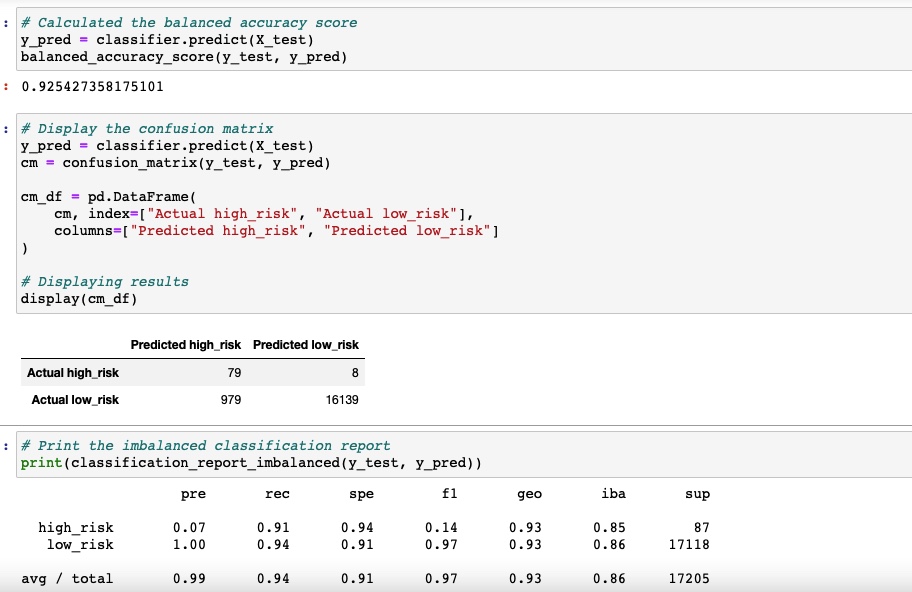 : # Calculated the balanced accuracy score
y_pred = classifier.predict(X_test)
balanced_accuracy_score(y_test, y_pred)
: 0.925427358175101
: # Display the confusion matrix
y_pred = classifier.predict(X_test)
cm = confusion_matrix(y_test, y_pred)
cm_df = pd.DataFrame(
    cm, index=["Actual high_risk", "Actual low_risk"],
    columns=["Predicted high_risk", "Predicted low_risk"]
)
# Displaying results
display(cm_df)
Predicted high_risk Predicted low_risk
Actual high_risk 79 8
Actual low_risk 979 16139
: # Print the imbalanced classification report
print(classification_report_imbalanced(y_test, y_pred))
pre rec spe f1 geo iba sup
high_risk 0.07 0.91 0.94 0.14 0.93 0.85 87
low_risk 1.00 0.94 0.91 0.97 0.93 0.86 17118
avg / total 0.99 0.94 0.91 0.97 0.93 0.86 17205